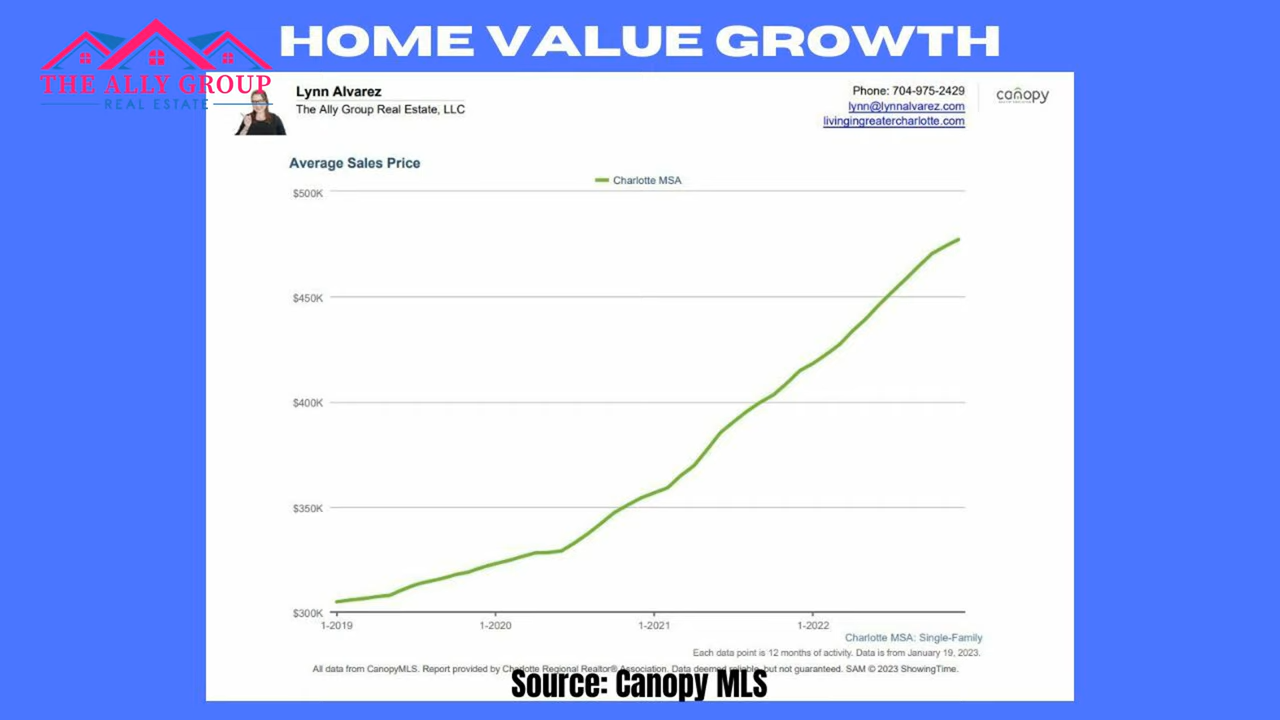 HOME VALUE GROWTH
THE ALLY GROUP
REAL ESTATE
Lynn Alvarez
The Ally Group Real Estate, LLC
Phone: 704-975-2429
lynn@lynnalvarez.com
livingingreatercharlotte.com
canopy
Average Sales Price
Charlotte MSA
$500K
$450K
$400K
$350K
$300K
1-2019 1-2020 1-2021 1-2022
Charlotte MSA: Single-Family
Each data point is 12 months of activity. Data is from January 19, 2023.
All data from CanopyMLS. Report provided by Charlotte Regional Realtor® Association. Data deemed reliable, but not guaranteed. SAM © 2023 ShowingTime.
Source: Canopy MLS